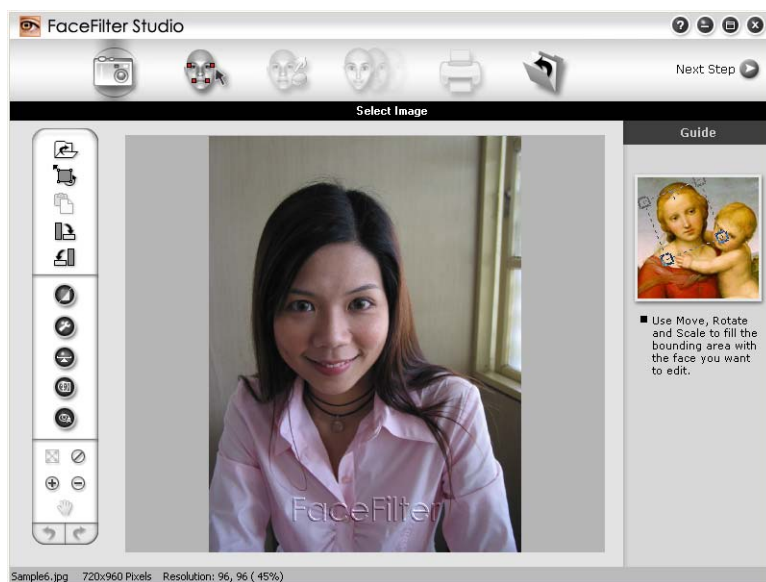 FaceFilter Studio
Next Step
Select Image
Guide
Use Move, Rotate
and Scale to fill the
bounding area with
the face you want
to edit.
FaceFilter
Sample6.jpg 720x960 Pixels Resolution: 96, 96 ( 45%)